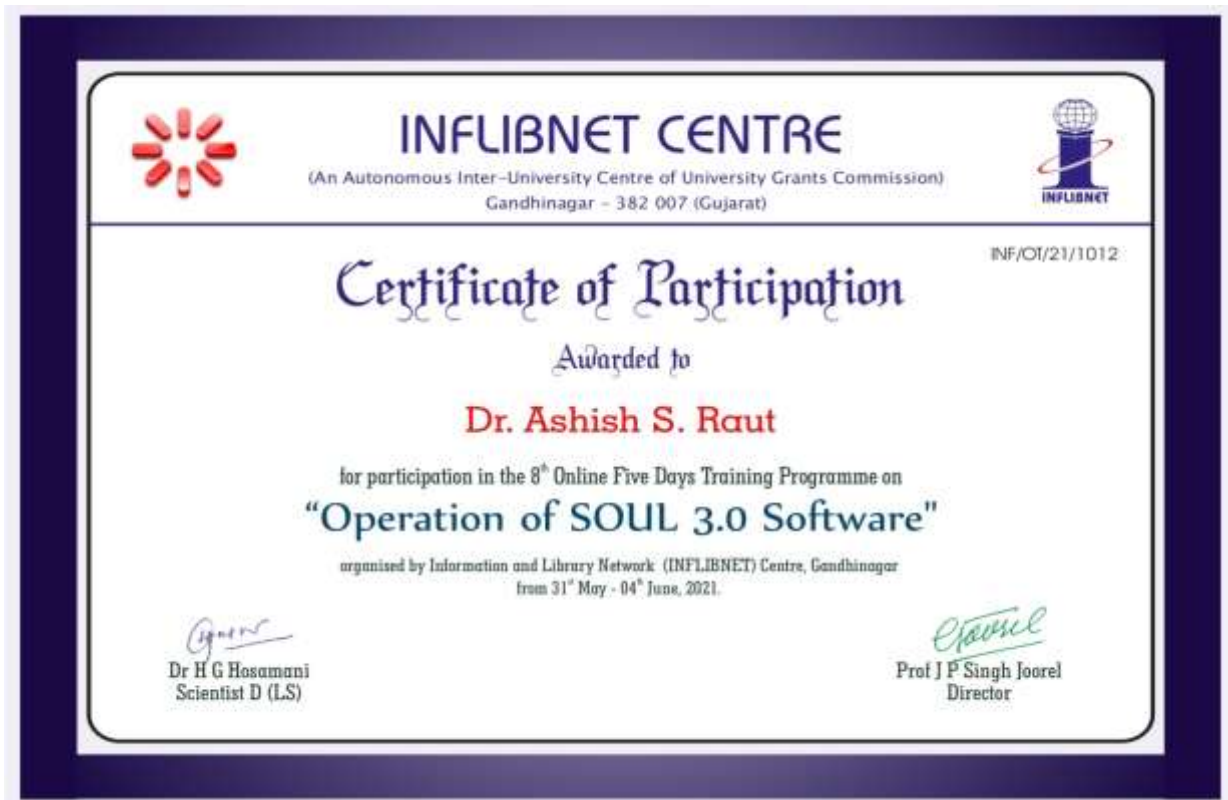 INFLIBNET CENTRE
(An Autonomous Inter-University Centre of University Grants Commission)
Gandhinagar - 382 007 (Gujarat)
INFLIBNET
INF/OT/21/1012
Certificate of Participation
Awarded to
Dr. Ashish S. Raut
for participation in the 8th Online Five Days Training Programme on
“Operation of SOUL 3.0 Software"
organised by Information and Library Network (INFLIBNET) Centre, Gandhinagar
from 31st May - 04th June, 2021.
Dr H G Hosamani
Scientist D (LS)
Prof J P Singh Joorel
Director